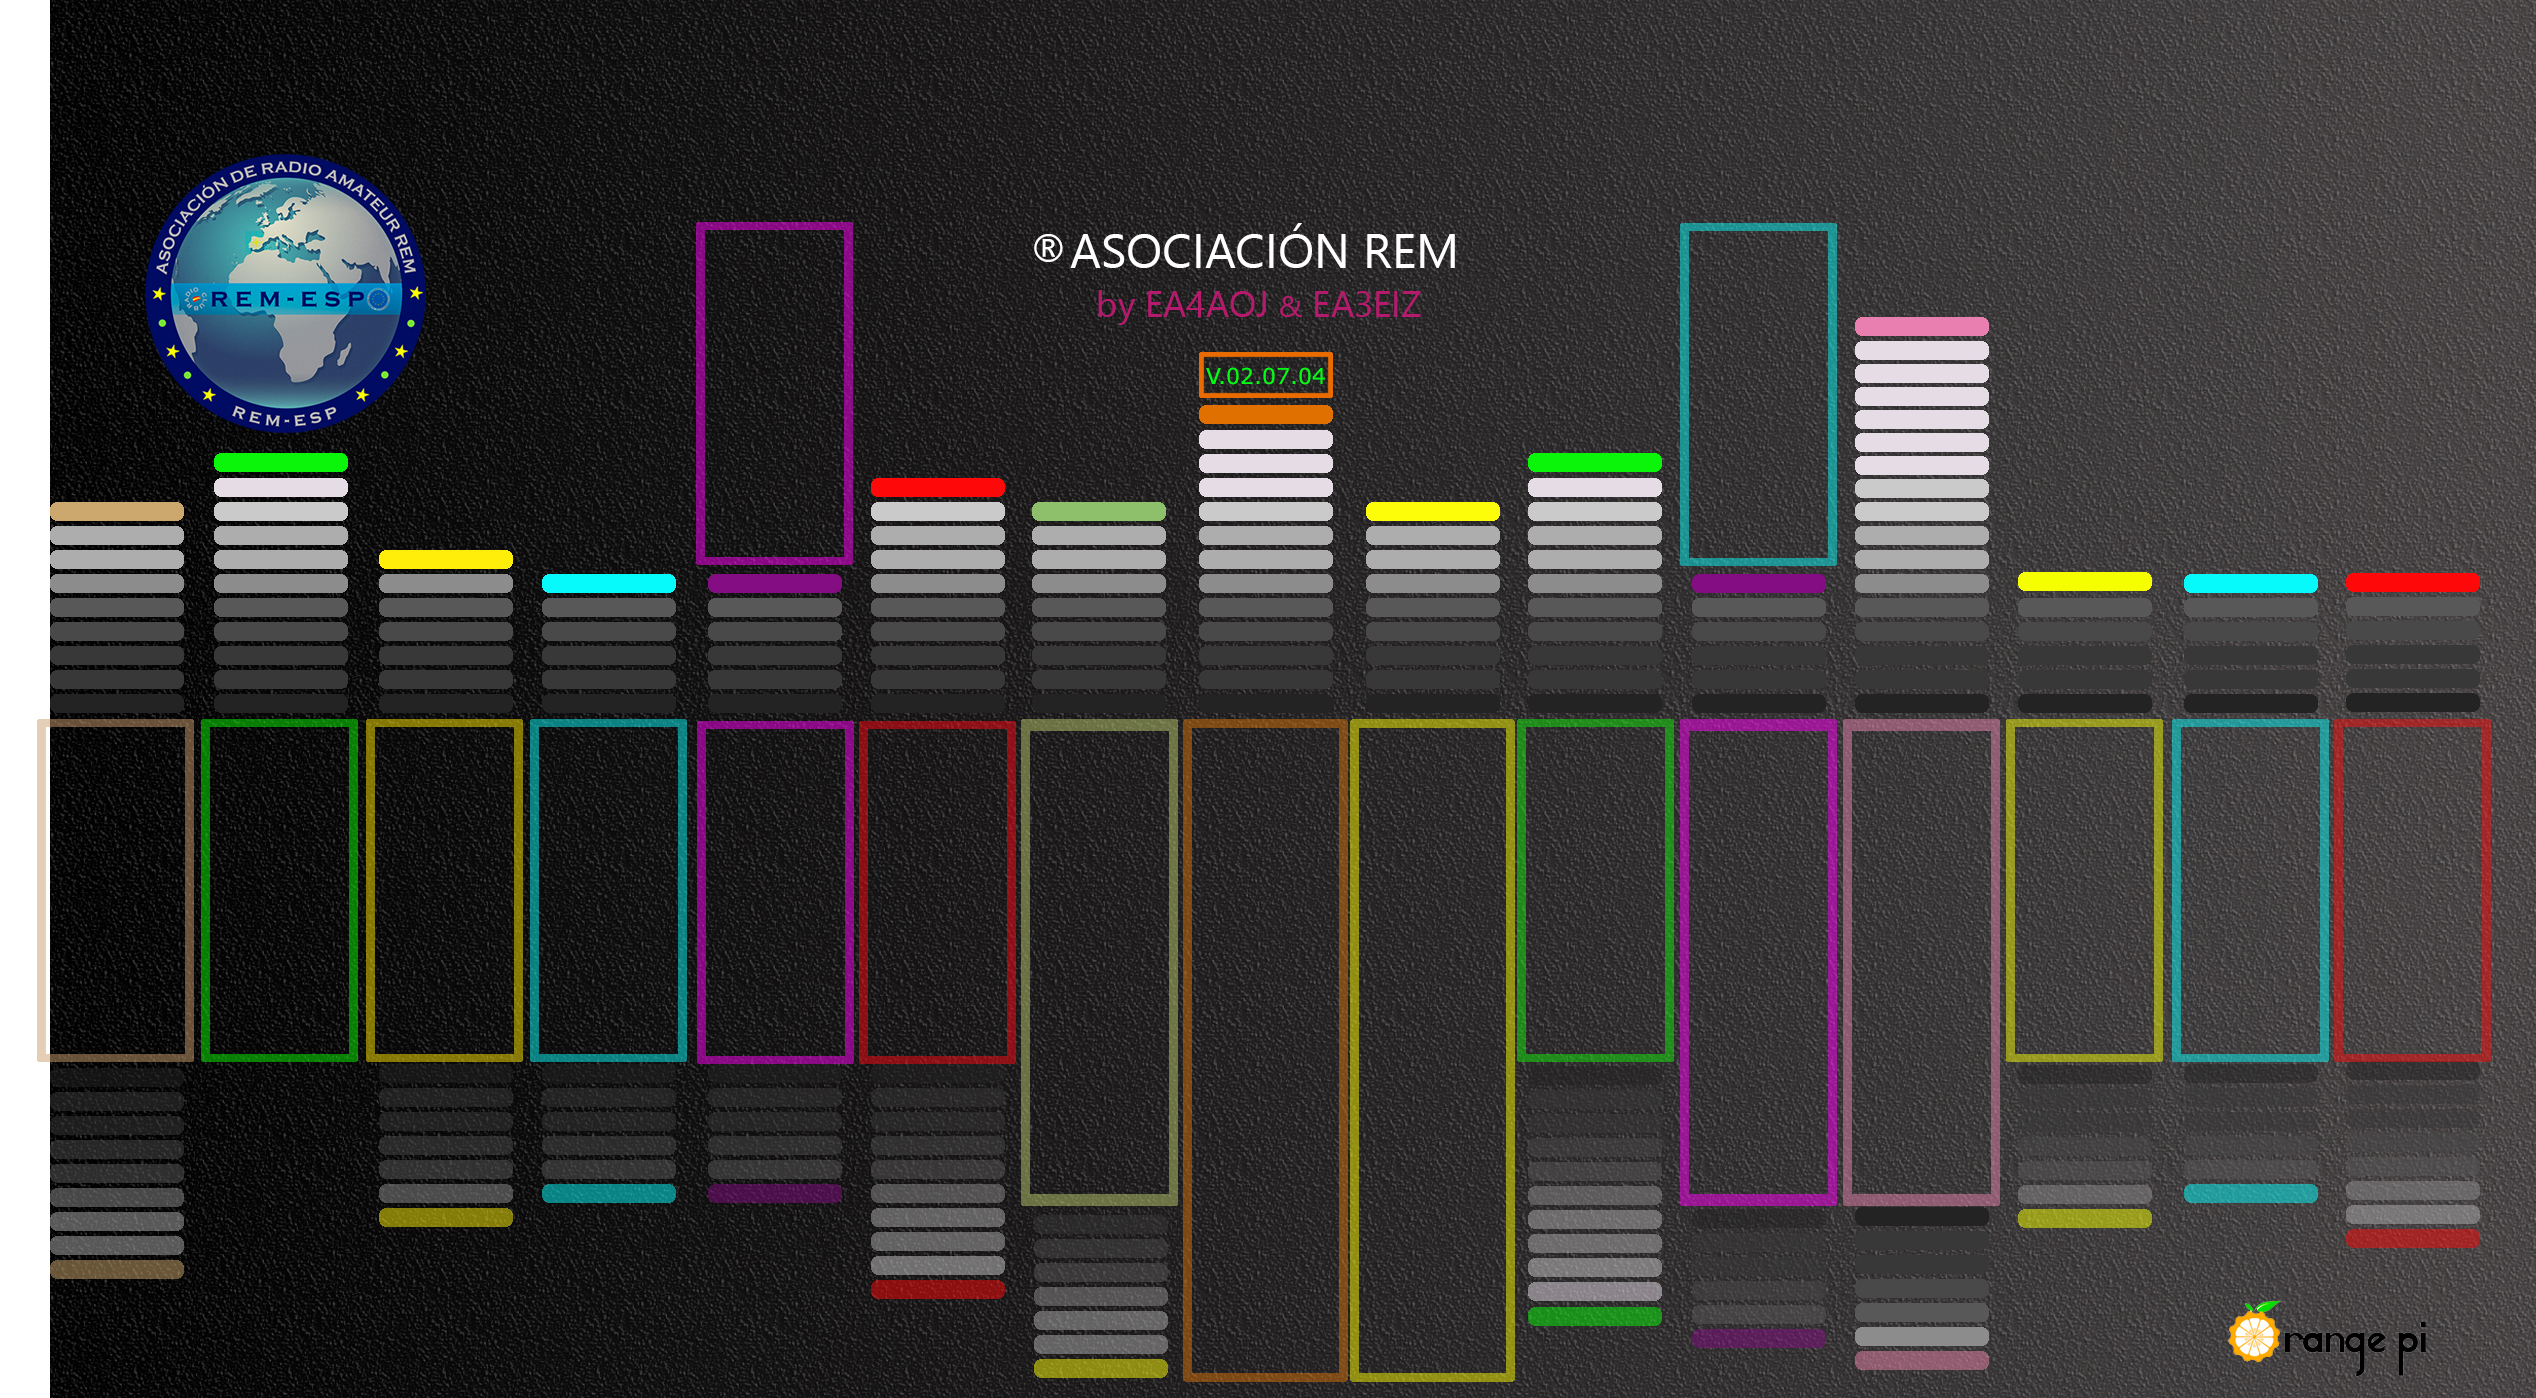 ASOCIACIÓN DE RADIO AMATEUR REM
REM-ESP
REM-ESP
® ASOCIACIÓN REM
by EA4AOJ & EA3EIZ
V.02.07.04
range pi